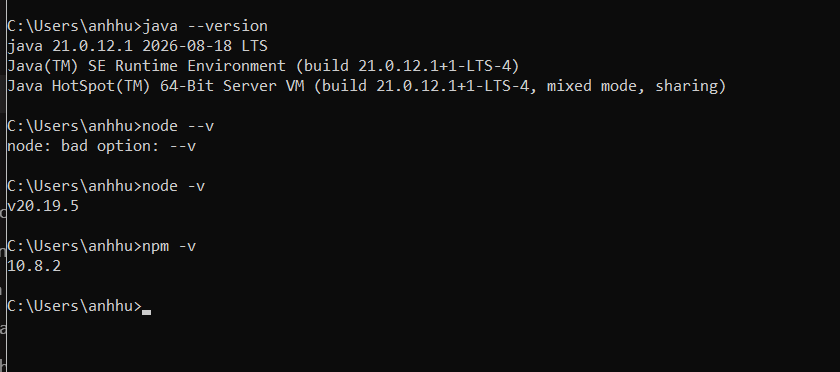 C:\Users\anhhu>java --version
java 21.0.12.1 2026-08-18 LTS
Java(TM) SE Runtime Environment (build 21.0.12.1+1-LTS-4)
Java HotSpot(TM) 64-Bit Server VM (build 21.0.12.1+1-LTS-4, mixed mode, sharing)
C:\Users\anhhu>node --v
node: bad option: --v
C:\Users\anhhu>node -v
v20.19.5
C:\Users\anhhu>npm -v
10.8.2
C:\Users\anhhu>